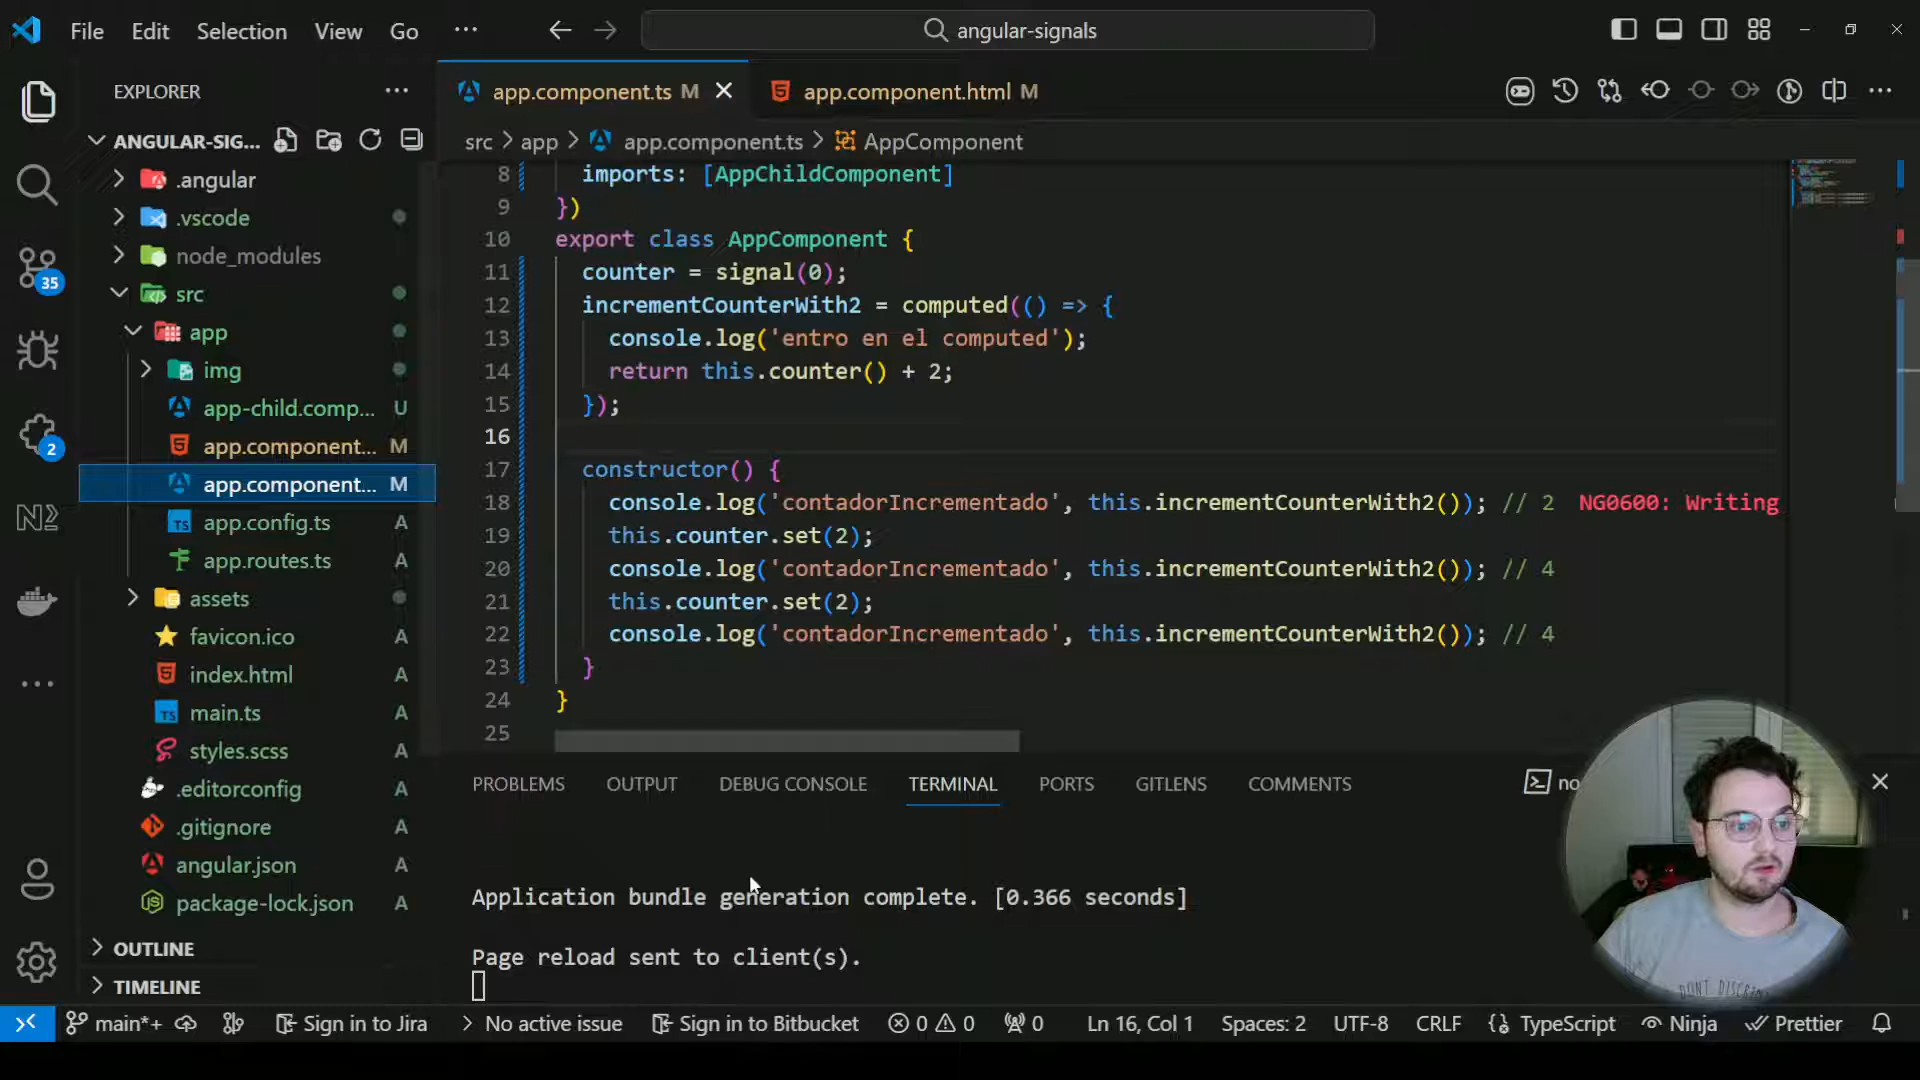 File Edit Selection View Go ··· angular-signals
EXPLORER ···
ANGULAR-SIG...
.angular
.vscode
node_modules
src
app
img
app-child.comp... U
app.component... M
app.component... M
app.config.ts A
app.routes.ts A
assets
favicon.ico A
index.html A
main.ts A
styles.scss A
.editorconfig A
.gitignore A
angular.json A
package-lock.json A
OUTLINE
TIMELINE
35
2
app.component.ts M
app.component.html M
src > app > app.component.ts > AppComponent
8 imports: [AppChildComponent]
9 })
10 export class AppComponent {
11 counter = signal(0);
12 incrementCounterWith2 = computed(() => {
13 console.log('entro en el computed');
14 return this.counter() + 2;
15 });
16
17 constructor() {
18 console.log('contadorIncrementado', this.incrementCounterWith2()); // 2 NG0600: Writing
19 this.counter.set(2);
20 console.log('contadorIncrementado', this.incrementCounterWith2()); // 4
21 this.counter.set(2);
22 console.log('contadorIncrementado', this.incrementCounterWith2()); // 4
23 }
24 }
25
PROBLEMS OUTPUT DEBUG CONSOLE TERMINAL PORTS GITLENS COMMENTS no
Application bundle generation complete. [0.366 seconds]
Page reload sent to client(s).
DONT
main*+ Sign in to Jira > No active issue Sign in to Bitbucket 0 0 0 Ln 16, Col 1 Spaces: 2 UTF-8 CRLF {} TypeScript Ninja Prettier